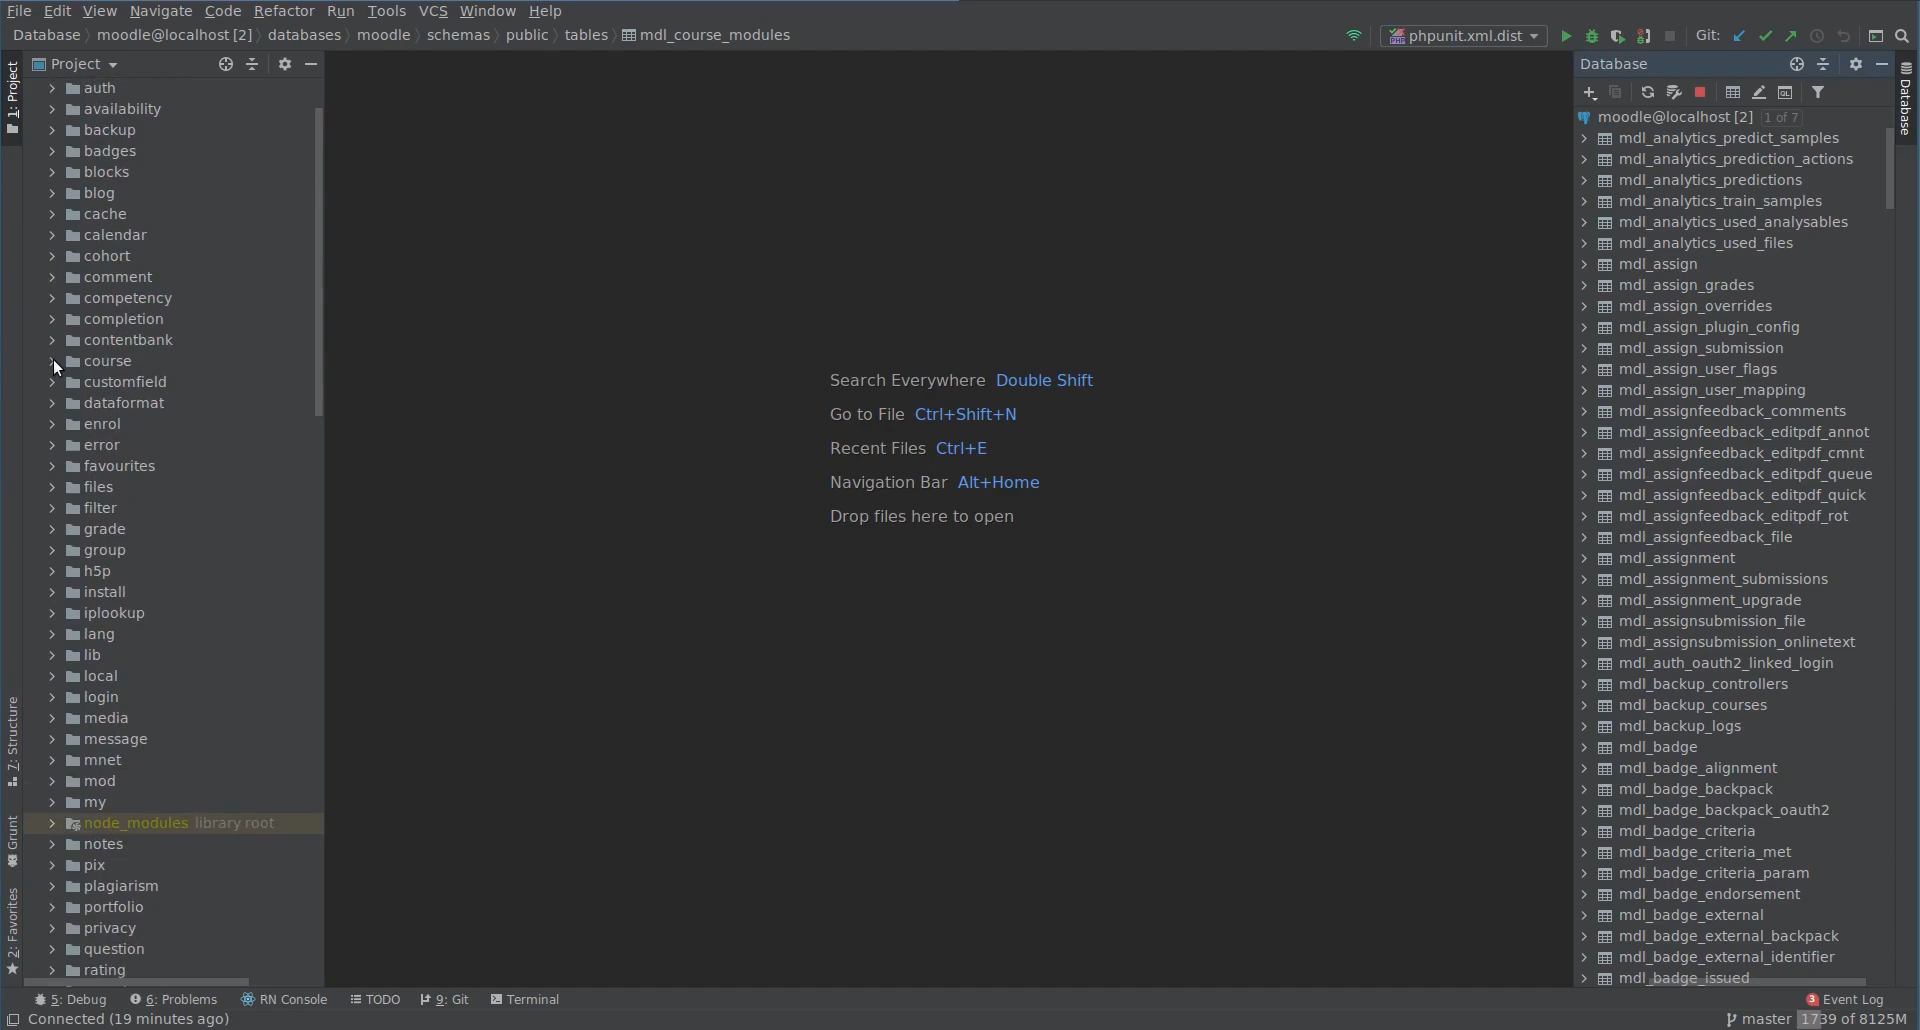 File Edit View Navigate Code Refactor Run Tools VCS Window Help
Database moodle@localhost [2] databases moodle schemas public tables mdl_course_modules
phpunit.xml.dist
Git:
1: Project
7: Structure
Grunt
2: Favorites
Project
auth
availability
backup
badges
blocks
blog
cache
calendar
cohort
comment
competency
completion
contentbank
course
customfield
dataformat
enrol
error
favourites
files
filter
grade
group
h5p
install
iplookup
lang
lib
local
login
media
message
mnet
mod
my
node_modules library root
notes
pix
plagiarism
portfolio
privacy
question
rating
Search Everywhere Double Shift
Go to File Ctrl+Shift+N
Recent Files Ctrl+E
Navigation Bar Alt+Home
Drop files here to open
Database
moodle@localhost [2] 1 of 7
mdl_analytics_predict_samples
mdl_analytics_prediction_actions
mdl_analytics_predictions
mdl_analytics_train_samples
mdl_analytics_used_analysables
mdl_analytics_used_files
mdl_assign
mdl_assign_grades
mdl_assign_overrides
mdl_assign_plugin_config
mdl_assign_submission
mdl_assign_user_flags
mdl_assign_user_mapping
mdl_assignfeedback_comments
mdl_assignfeedback_editpdf_annot
mdl_assignfeedback_editpdf_cmnt
mdl_assignfeedback_editpdf_queue
mdl_assignfeedback_editpdf_quick
mdl_assignfeedback_editpdf_rot
mdl_assignfeedback_file
mdl_assignment
mdl_assignment_submissions
mdl_assignment_upgrade
mdl_assignsubmission_file
mdl_assignsubmission_onlinetext
mdl_auth_oauth2_linked_login
mdl_backup_controllers
mdl_backup_courses
mdl_backup_logs
mdl_badge
mdl_badge_alignment
mdl_badge_backpack
mdl_badge_backpack_oauth2
mdl_badge_criteria
mdl_badge_criteria_met
mdl_badge_criteria_param
mdl_badge_endorsement
mdl_badge_external
mdl_badge_external_backpack
mdl_badge_external_identifier
mdl_badge_issued
Database
5: Debug 6: Problems RN Console TODO 9: Git Terminal
3 Event Log
Connected (19 minutes ago)
master 1739 of 8125M